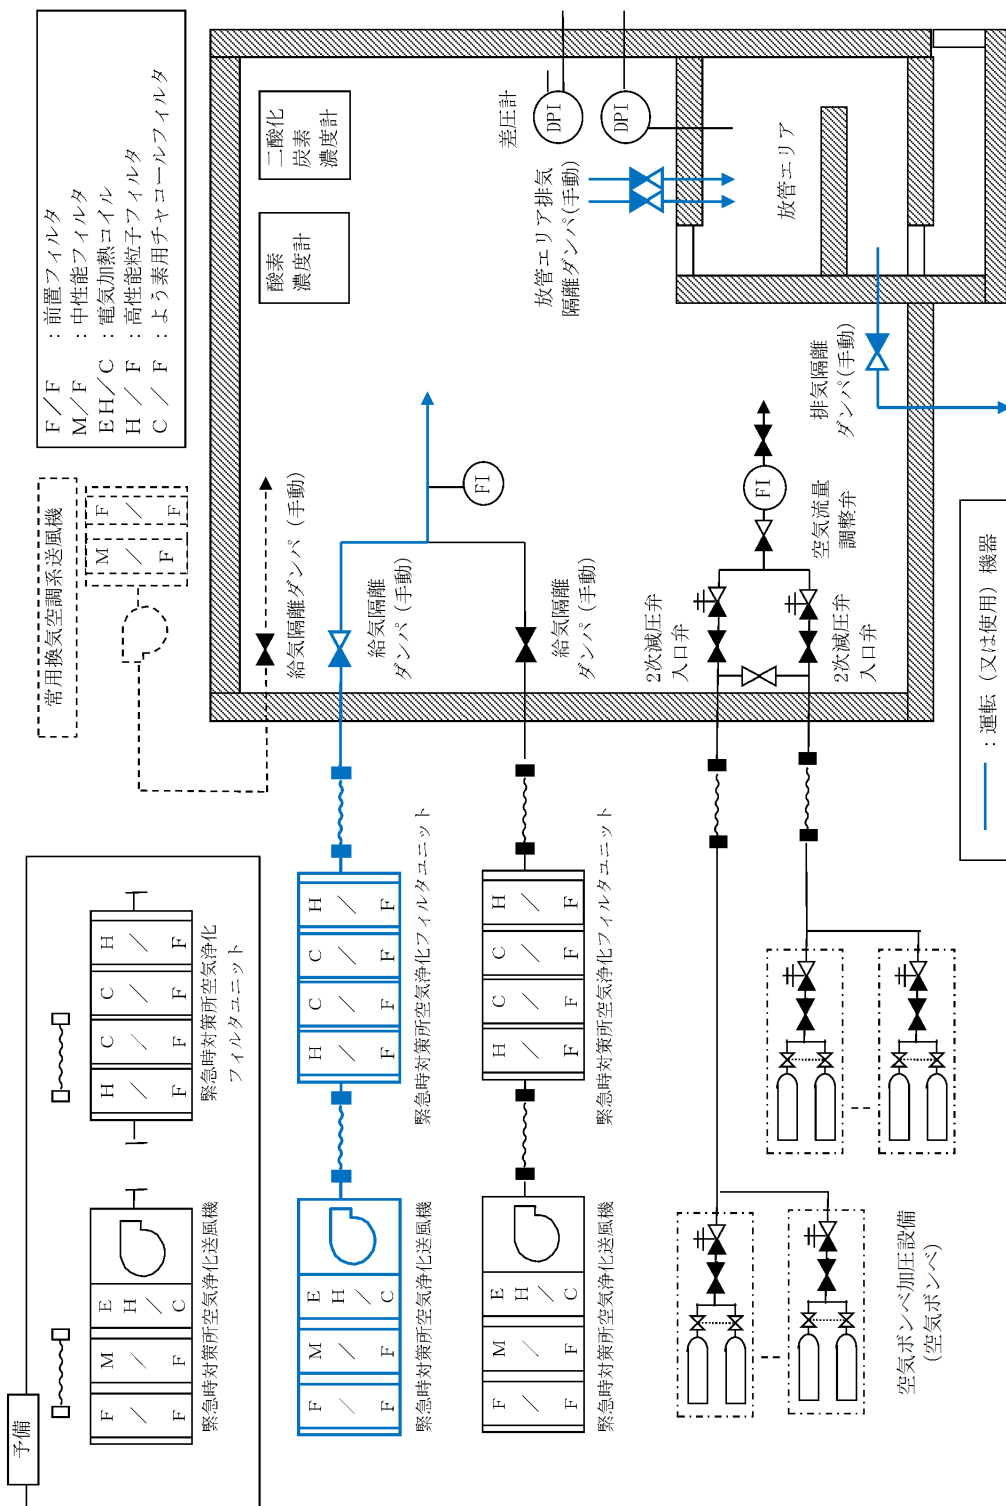 予備
F/F
M/F
EH/C
緊急時対策所空気浄化送風機
H/F
C/F
C/F
H/F
緊急時対策所空気浄化
フィルタユニット
常用換気空調系送風機
M/F
F/F
F/F :前置フィルタ
M/F :中性能フィルタ
EH/C :電気加熱コイル
H/F :高性能粒子フィルタ
C/F :よう素用チャコールフィルタ
F/F
M/F
EH/C
緊急時対策所空気浄化送風機
H/F
C/F
C/F
H/F
緊急時対策所空気浄化フィルタユニット
F/F
M/F
EH/C
緊急時対策所空気浄化送風機
H/F
C/F
C/F
H/F
緊急時対策所空気浄化フィルタユニット
給気隔離ダンパ(手動)
給気隔離
ダンパ(手動)
給気隔離
ダンパ(手動)
FI
酸素
濃度計
二酸化
炭素
濃度計
差圧計
DPI
DPI
放管エリア排気
隔離ダンパ(手動)
放管エリア
排気隔離
ダンパ(手動)
2次減圧弁
入口弁
2次減圧弁
入口弁
FI
空気流量
調整弁
空気ボンベ加圧設備
(空気ボンベ)
:運転(又は使用)機器